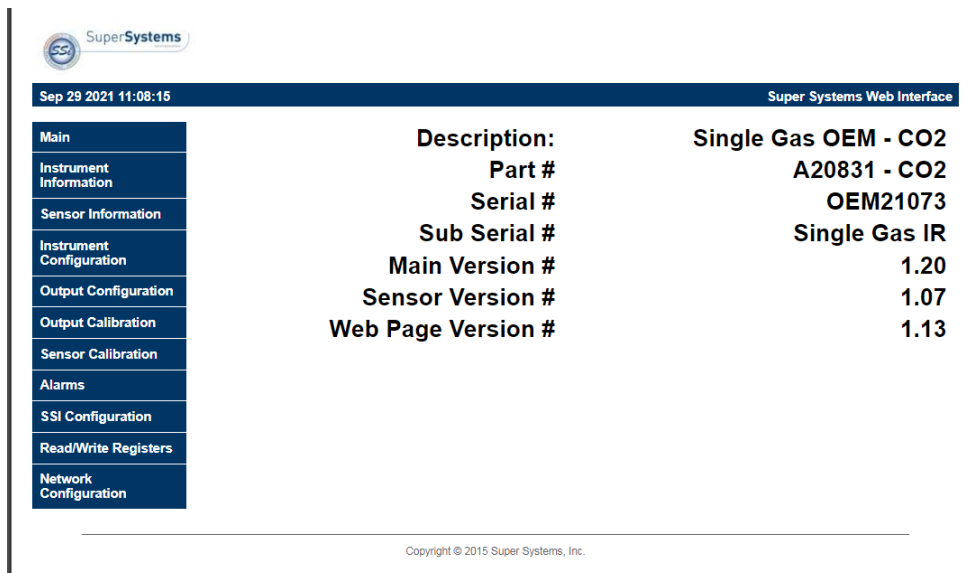 SSi SuperSystems
Sep 29 2021 11:08:15 Super Systems Web Interface
Main
Instrument
Information
Sensor Information
Instrument
Configuration
Output Configuration
Output Calibration
Sensor Calibration
Alarms
SSI Configuration
Read/Write Registers
Network
Configuration
Description: Single Gas OEM - CO2
Part # A20831 - CO2
Serial # OEM21073
Sub Serial # Single Gas IR
Main Version # 1.20
Sensor Version # 1.07
Web Page Version # 1.13
Copyright © 2015 Super Systems, Inc.